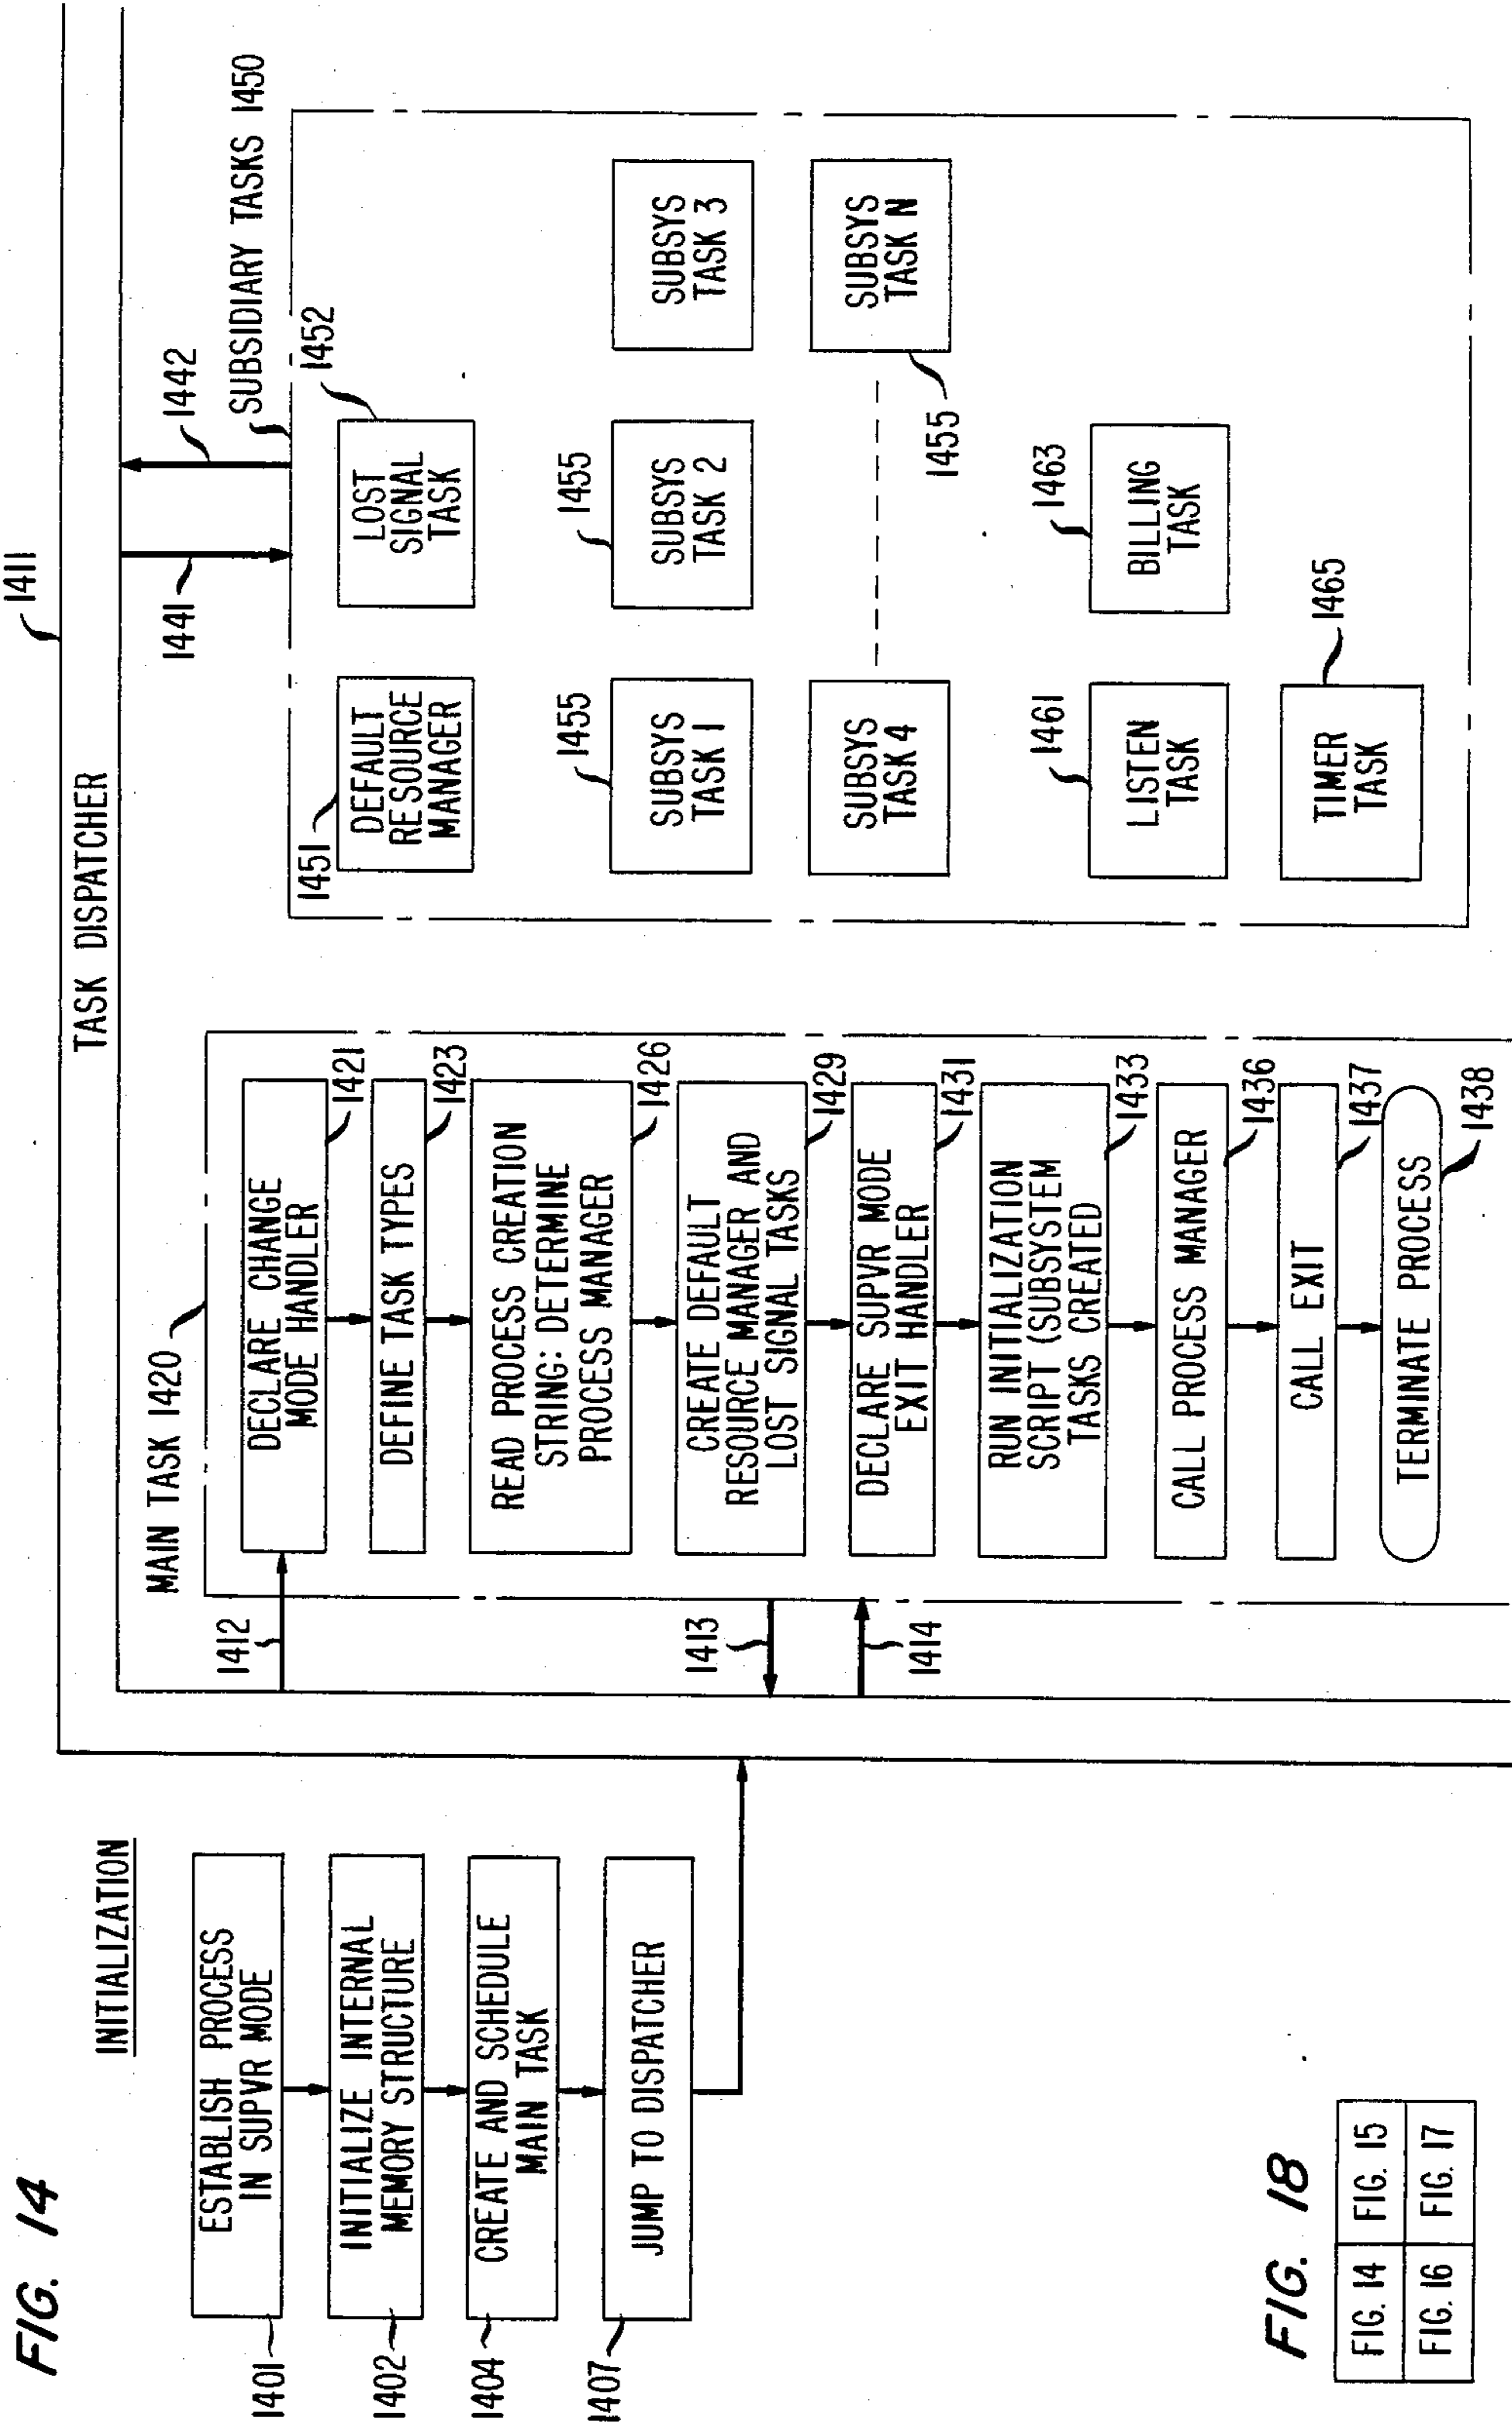 FIG. 14
INITIALIZATION
ESTABLISH PROCESS
IN SUPVR MODE
1401
INITIALIZE INTERNAL
MEMORY STRUCTURE
1402
CREATE AND SCHEDULE
MAIN TASK
1404
JUMP TO DISPATCHER
1407
TASK DISPATCHER
1411
MAIN TASK 1420
1412
1413
1414
DECLARE CHANGE
MODE HANDLER
1421
DEFINE TASK TYPES
1423
READ PROCESS CREATION
STRING: DETERMINE
PROCESS MANAGER
1426
CREATE DEFAULT
RESOURCE MANAGER AND
LOST SIGNAL TASKS
1429
DECLARE SUPVR MODE
EXIT HANDLER
1431
RUN INITIALIZATION
SCRIPT (SUBSYSTEM
TASKS CREATED
1433
CALL PROCESS MANAGER
1436
CALL EXIT
1437
TERMINATE PROCESS
1438
1441
1442
SUBSIDIARY TASKS 1450
1451
DEFAULT
RESOURCE
MANAGER
LOST
SIGNAL
TASK
1452
SUBSYS
TASK 1
1455
SUBSYS
TASK 2
1455
SUBSYS
TASK 3
SUBSYS
TASK 4
SUBSYS
TASK N
1455
LISTEN
TASK
1461
BILLING
TASK
1463
TIMER
TASK
1465
FIG. 18
FIG. 14 FIG. 15
FIG. 16 FIG. 17